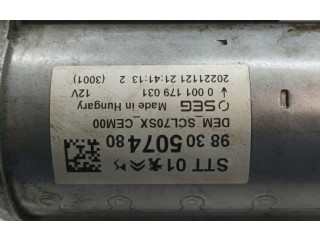 STT 01
98 30 5074 80
DEM_SCL70SX_CEM00
SEG Made in Hungary
0 001 179 031 12V
20221121 21:41:13 2 (3001)